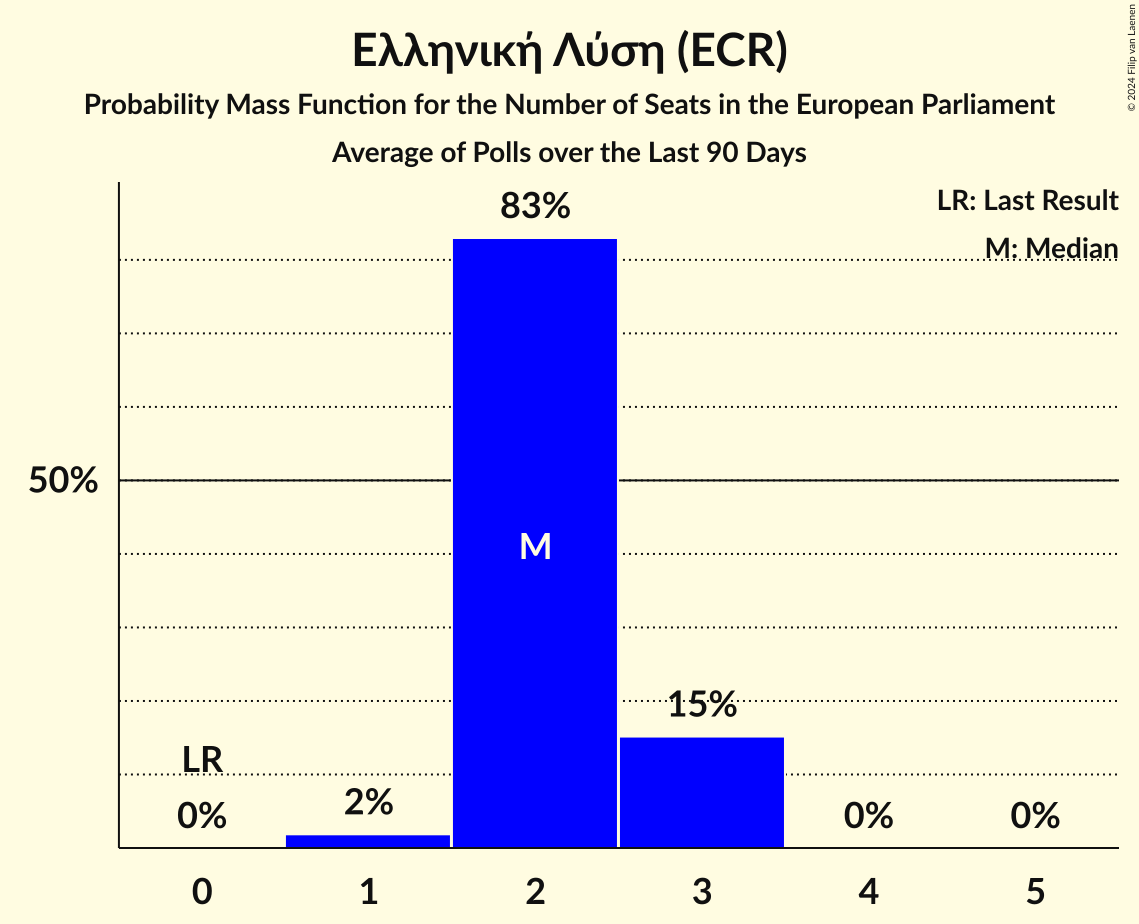 Ελληνική Λύση (ECR)
Probability Mass Function for the Number of Seats in the European Parliament
Average of Polls over the Last 90 Days
© 2024 Filip van Laenen
LR: Last Result
M: Median
83%
50%
M
15%
LR
0%
2%
0%
0%
0 1 2 3 4 5